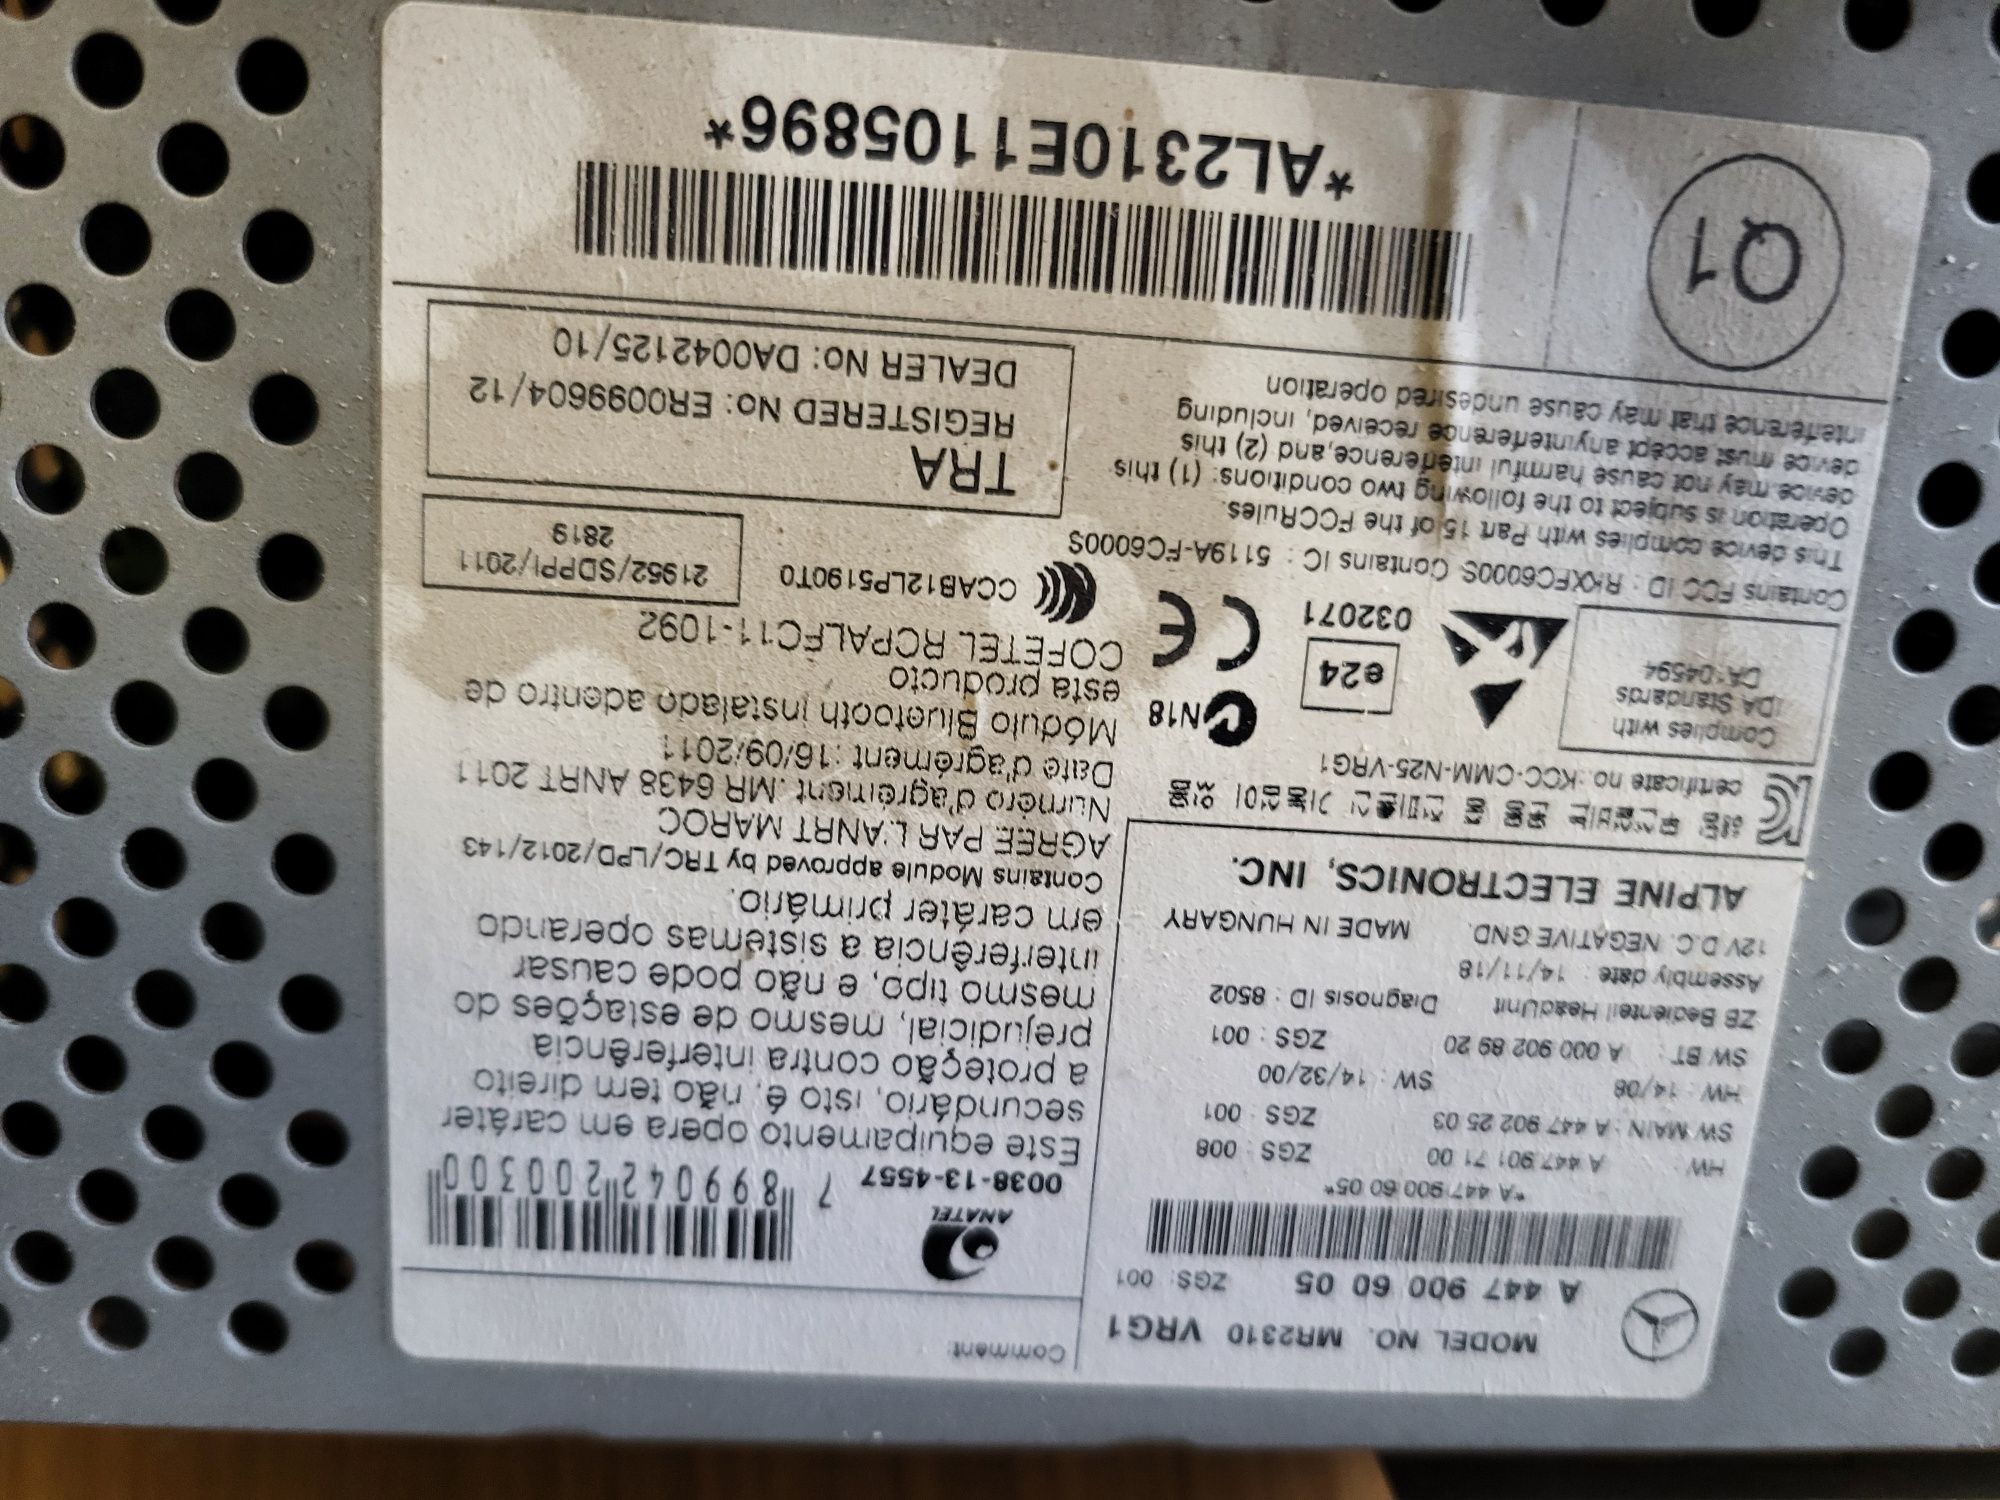 MODEL NO. MR2310 VRG1
A 447 900 60 05 ZGS: 001
*A 447 900 60 05*
HW : A 447 901 71 00 ZGS : 008
SW MAIN : A 447 902 25 03 ZGS : 001
HW : 14/08 SW : 14/32/00
SW BT : A 000 902 89 20 ZGS : 001
ZB Bedienteil HeadUnit Diagnosis ID : 8502
Assembly date : 14/11/18
12V D.C. NEGATIVE GND. MADE IN HUNGARY
ALPINE ELECTRONICS, INC.
certificate no.:KCC-CMM-N25-VRG1
Complies with
IDA Standards
DA104594
e24
032071
N18
CE
Contains FCC ID : RKXFC6000S Contains IC : 5119A-FC6000S
This device complies with Part 15 of the FCCRules.
Operation is subject to the following two conditions: (1) this
device may not cause harmful interference,and (2) this
device must accept anyinterference received, including
interference that may cause undesired operation
Q1
Comment:
ANATEL
0038-13-4557
7 899042 200300
Este equipamento opera em caráter
secundário, isto, é, não tem direito
a proteção contra interferência
prejudicial, mesmo de estações do
mesmo tipo, e não pode causar
interferência a sistemas operando
em caráter primário.
Contains Module approved by TRC/LPD/2012/143
AGREE PAR L'ANRT MAROC
Numéro d'agrément :MR 6438 ANRT 2011
Date d'agrément :16/09/2011
Módulo Bluetooth instalado adentro de
esta producto
COFETEL RCPALFC11-1092
CCAB12LP5190T0
21952/SDPPI/2011
2819
TRA
REGISTERED No: ER0099604/12
DEALER No: DA0042125/10
*AL2310E1105896*